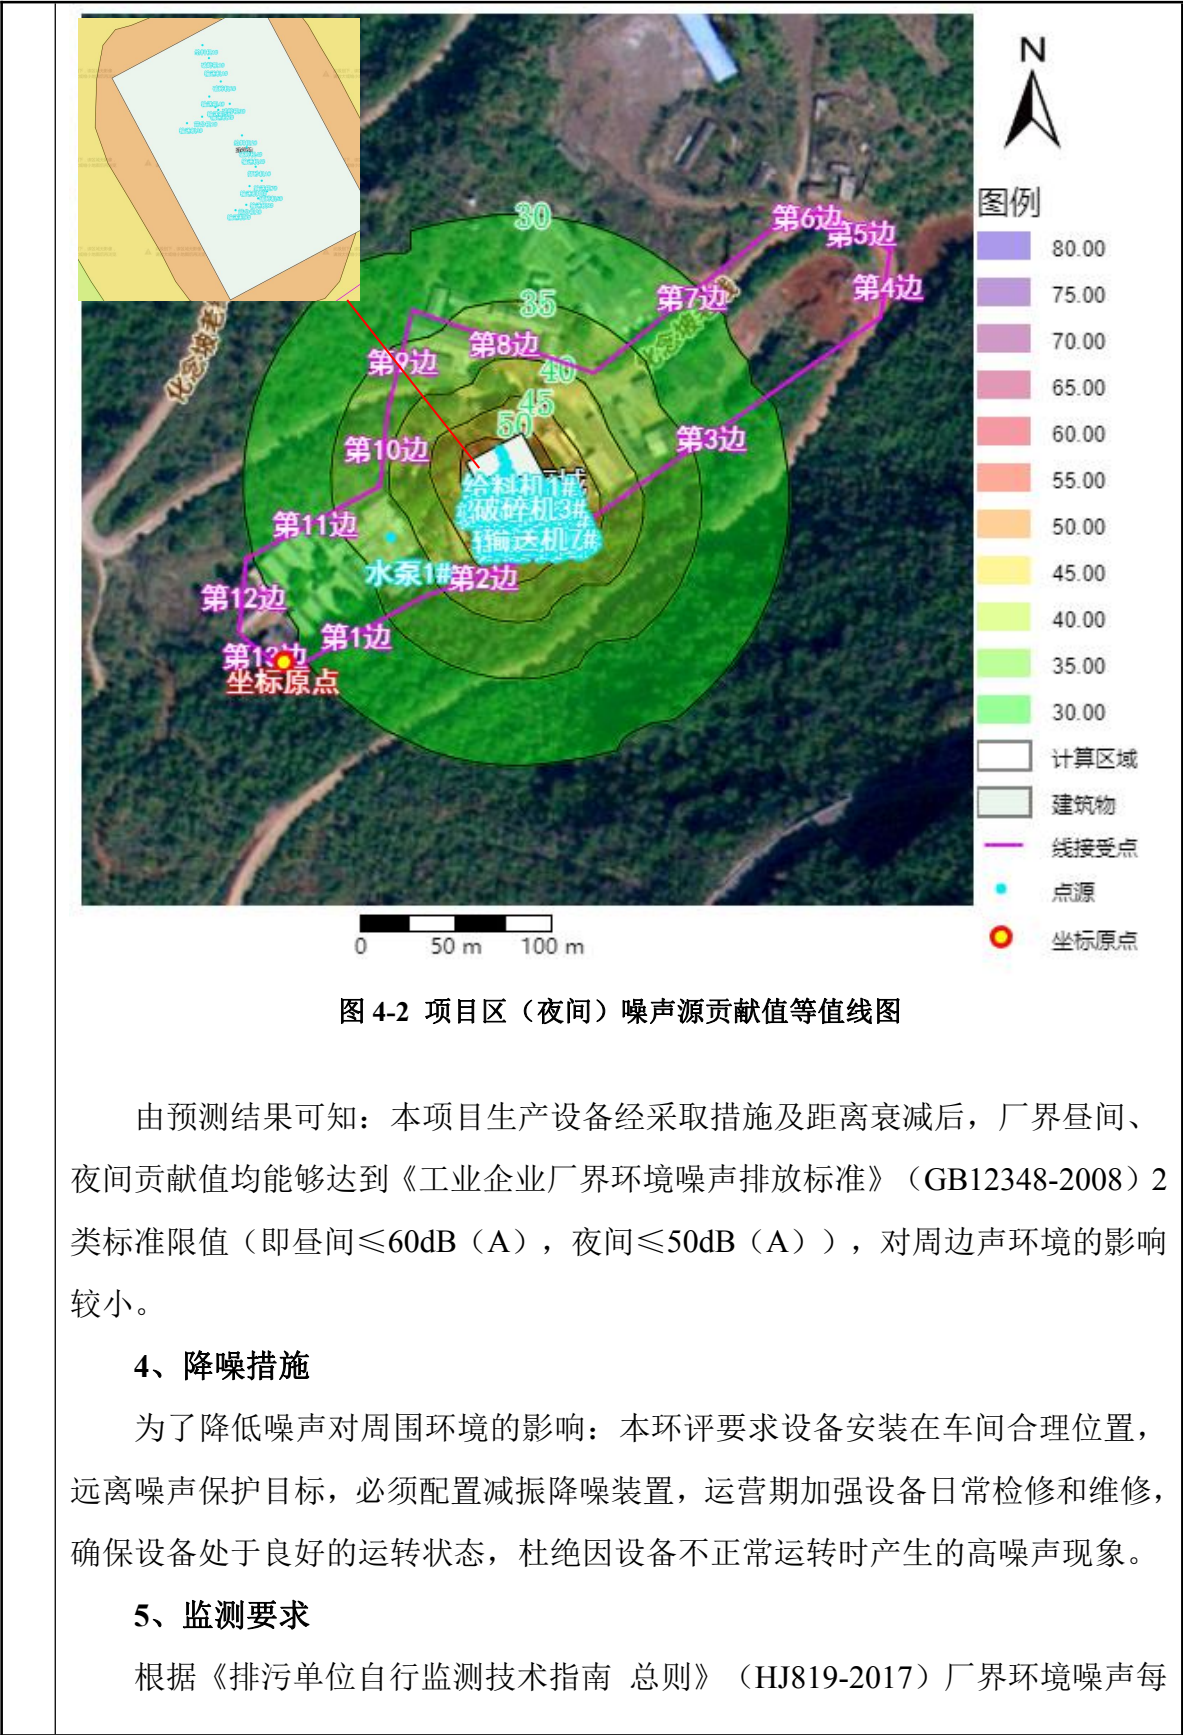 N
图例
80.00
75.00
70.00
65.00
60.00
55.00
50.00
45.00
40.00
35.00
30.00
计算区域
建筑物
线接受点
点源
坐标原点
30
35
40
45
50
第6边
第5边
第4边
第7边
第8边
第9边
第3边
第10边
给料机1#
破碎机3#
输送机7#
第11边
水泵1#
第2边
第12边
第1边
第13边
坐标原点
0 50 m 100 m
图 4-2 项目区（夜间）噪声源贡献值等值线图
由预测结果可知：本项目生产设备经采取措施及距离衰减后，厂界昼间、
夜间贡献值均能够达到《工业企业厂界环境噪声排放标准》（GB12348-2008）2
类标准限值（即昼间≤60dB（A），夜间≤50dB（A）），对周边声环境的影响
较小。
4、降噪措施
为了降低噪声对周围环境的影响：本环评要求设备安装在车间合理位置，
远离噪声保护目标，必须配置减振降噪装置，运营期加强设备日常检修和维修，
确保设备处于良好的运转状态，杜绝因设备不正常运转时产生的高噪声现象。
5、监测要求
根据《排污单位自行监测技术指南 总则》（HJ819-2017）厂界环境噪声每